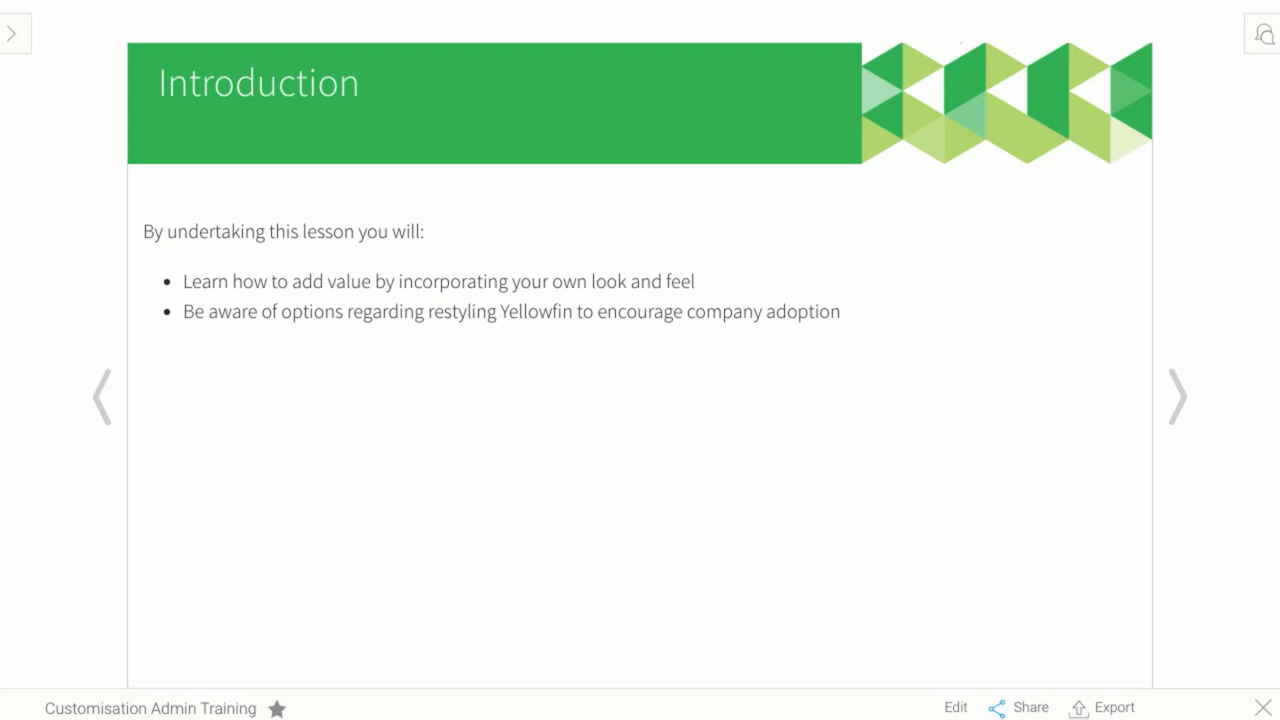 Introduction
By undertaking this lesson you will:
• Learn how to add value by incorporating your own look and feel
• Be aware of options regarding restyling Yellowfin to encourage company adoption
Customisation Admin Training
Edit
Share
Export